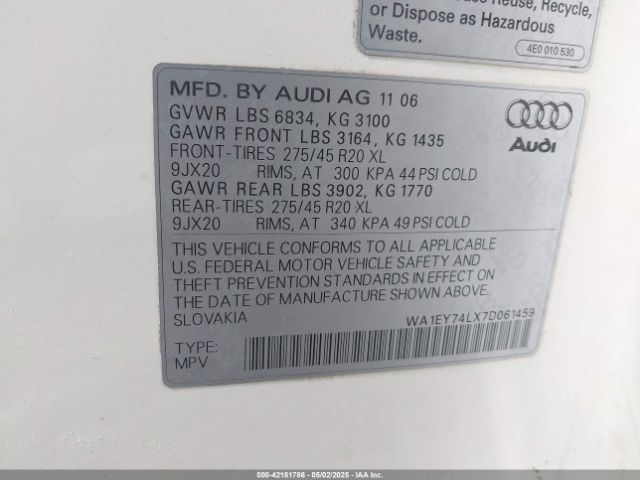 Reuse, Recycle,
or Dispose as Hazardous
Waste.
4E0 010 530
MFD. BY AUDI AG 11 06
GVWR LBS 6834, KG 3100
GAWR FRONT LBS 3164, KG 1435
FRONT-TIRES 275/45 R20 XL
9JX20 RIMS, AT 300 KPA 44 PSI COLD
GAWR REAR LBS 3902, KG 1770
REAR-TIRES 275/45 R20 XL
9JX20 RIMS, AT 340 KPA 49 PSI COLD
Audi
THIS VEHICLE CONFORMS TO ALL APPLICABLE
U.S. FEDERAL MOTOR VEHICLE SAFETY AND
THEFT PREVENTION STANDARDS IN EFFECT ON
THE DATE OF MANUFACTURE SHOWN ABOVE.
SLOVAKIA
WA1EY74LX7D061459
TYPE:
MPV
000-42181786 - 05/02/2025 - COPART.COM